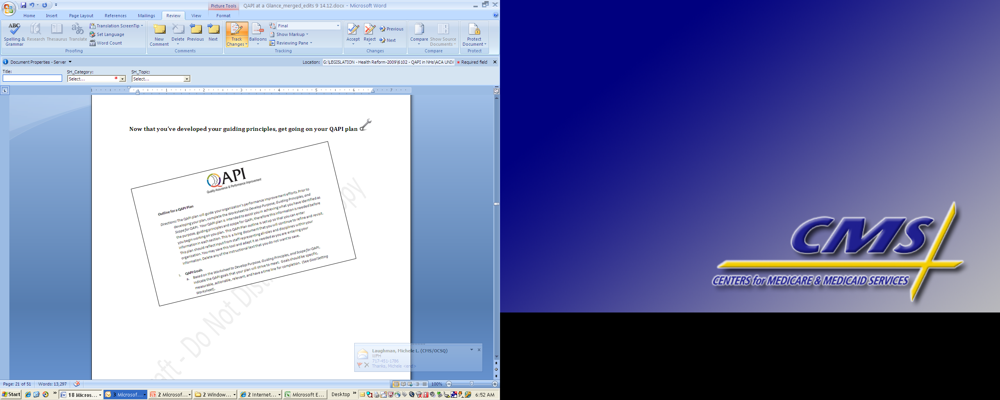 Picture Tools
QAPI at a Glance_merged_edits 9 14.12.docx - Microsoft Word
Home Insert Page Layout References Mailings Review View Format
ABC
Spelling & Grammar
Research
Thesaurus
Translate
Translation ScreenTip
Set Language
Word Count
Proofing
New Comment
Delete
Previous
Next
Comments
Track Changes
Balloons
Final
Show Markup
Reviewing Pane
Tracking
Accept
Reject
Previous
Next
Changes
Compare
Show Source Documents
Compare
Protect Document
Protect
Document Properties - Server
Location: G:\LEGISLATION - Health Reform-2009\6102 - QAPI in NHs\ACA UNIV * Required field
Title:
SH_Category:
SH_Topic:
Select... *
Select...
1 1 2 3 4 5 6 7
Now that you’ve developed your guiding principles, get going on your QAPI plan
QAPI
Quality Assurance & Performance Improvement
Outline for a QAPI Plan
Directions: The QAPI plan will guide your organization's performance improvement efforts. Prior to
developing your plan, complete the Worksheet to Develop Purpose, Guiding Principles, and
Scope for QAPI. Your QAPI plan is intended to assist you in achieving what you have identified as
the purpose, guiding principles and scope for QAPI, therefore this information is needed before
you begin working on you plan. This QAPI Plan outline is set up so that you can enter
information in each section. This is a living document that you will continue to refine and revisit.
This plan should reflect input from staff representing all roles and disciplines within your
organization. You may save this tool and adapt it as needed as you are entering your
information. Delete any of the instructional text that you do not want to save.
I. QAPI Goals
a. Based on the Worksheet to Develop Purpose, Guiding Principles, and Scope for QAPI,
indicate the QAPI goals that your plan will strive to meet. Goals should be specific,
measurable, actionable, relevant, and have a time line for completion. (See Goal Setting
Worksheet).
aft - Do Not Dist
py
Laughman, Michele L. (CMS/OCSQ)
WFH
717-451-1786
Thanks, Michele <end>
Page: 21 of 51 Words: 13,297
100%
Start
18 Micros...
3 Microsof...
2 Microsof...
2 Window...
2 Internet...
Microsoft E...
Desktop
6:52 AM
CMS
CENTERS for MEDICARE & MEDICAID SERVICES